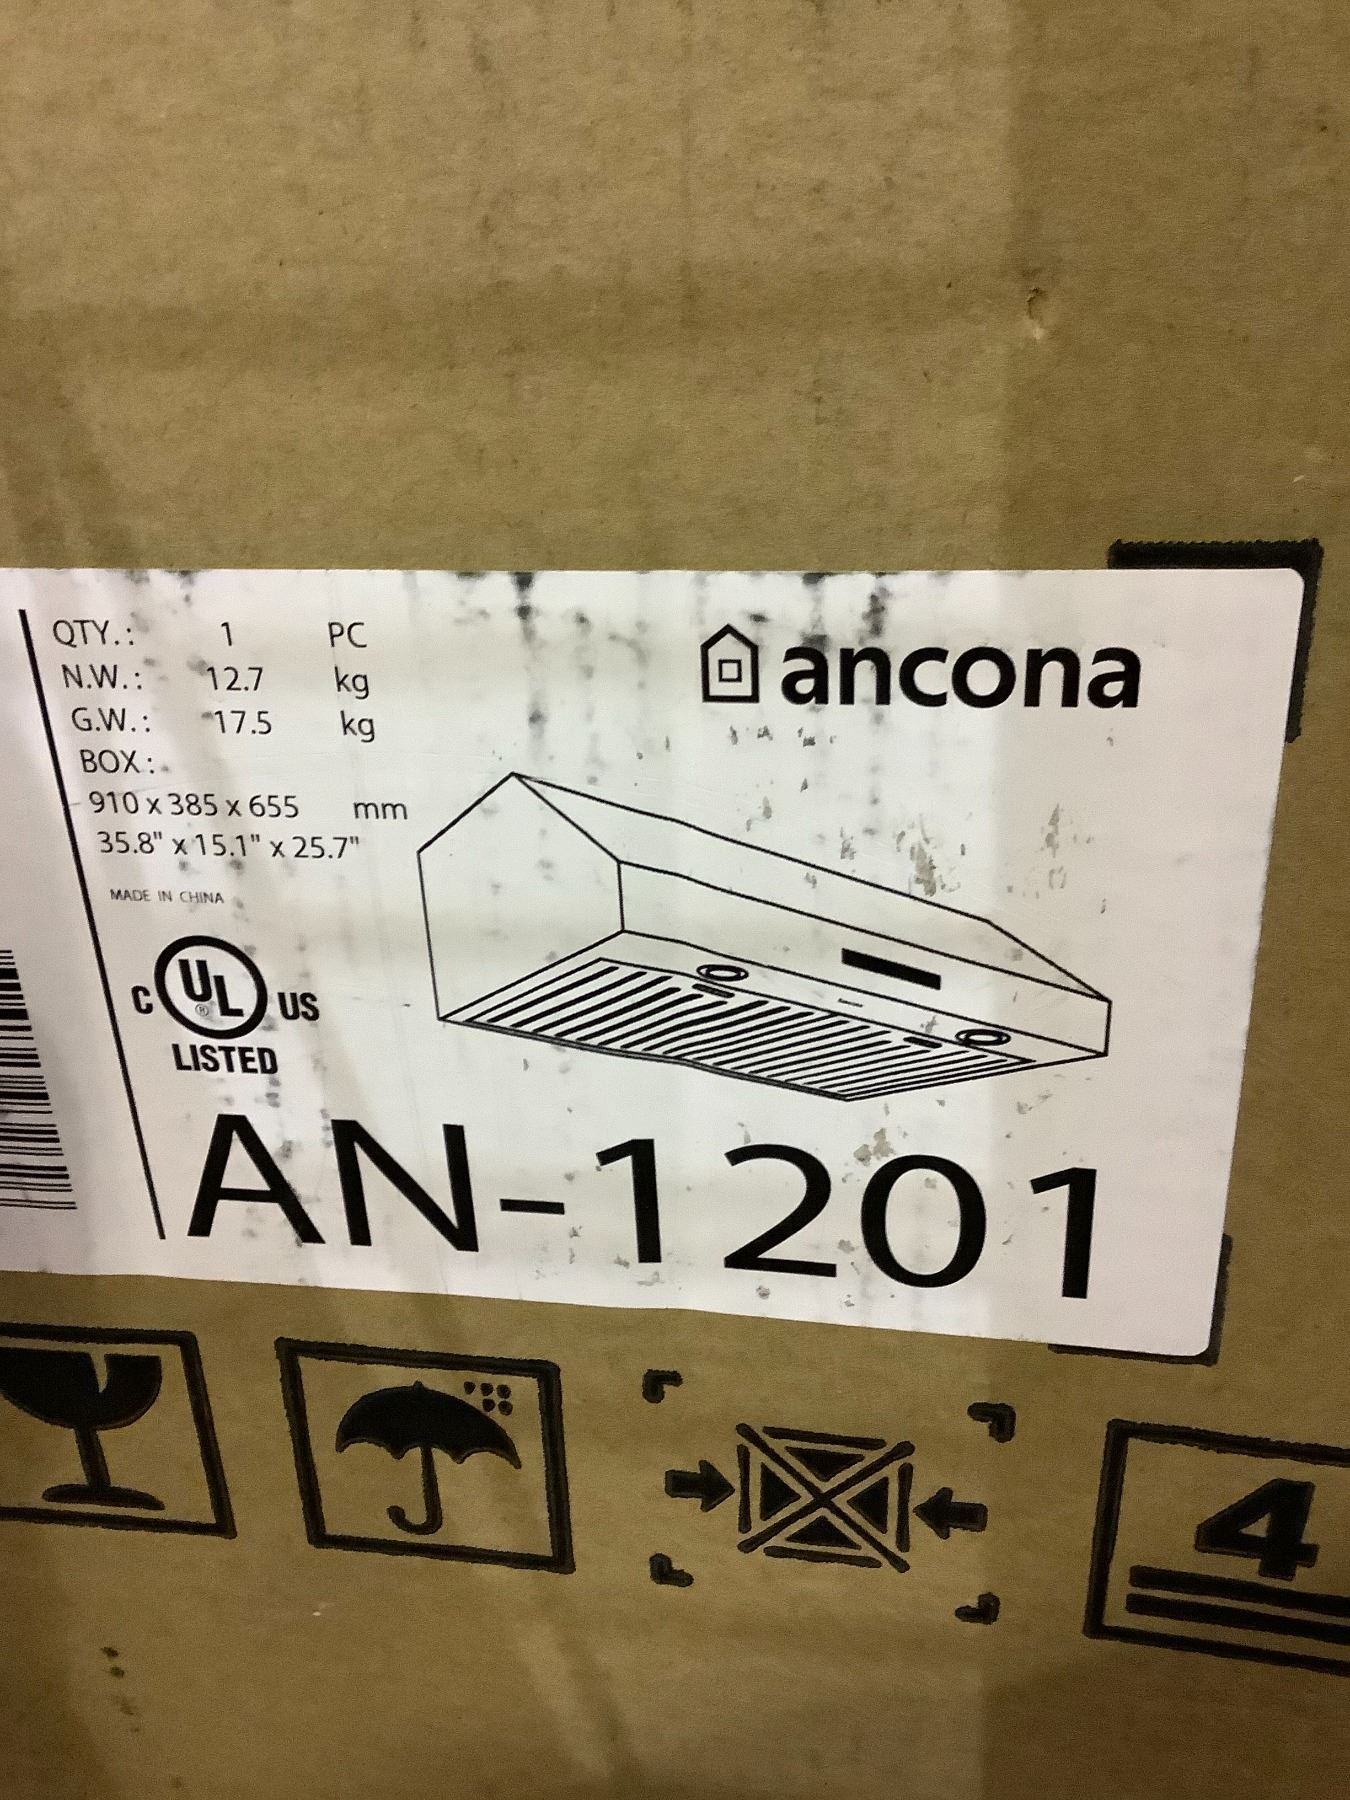 QTY.: 1 PC
N.W.: 12.7 kg
G.W.: 17.5 kg
BOX:
910 x 385 x 655 mm
35.8" x 15.1" x 25.7"
MADE IN CHINA
C UL ® US
LISTED
ancona
AN-1201
4